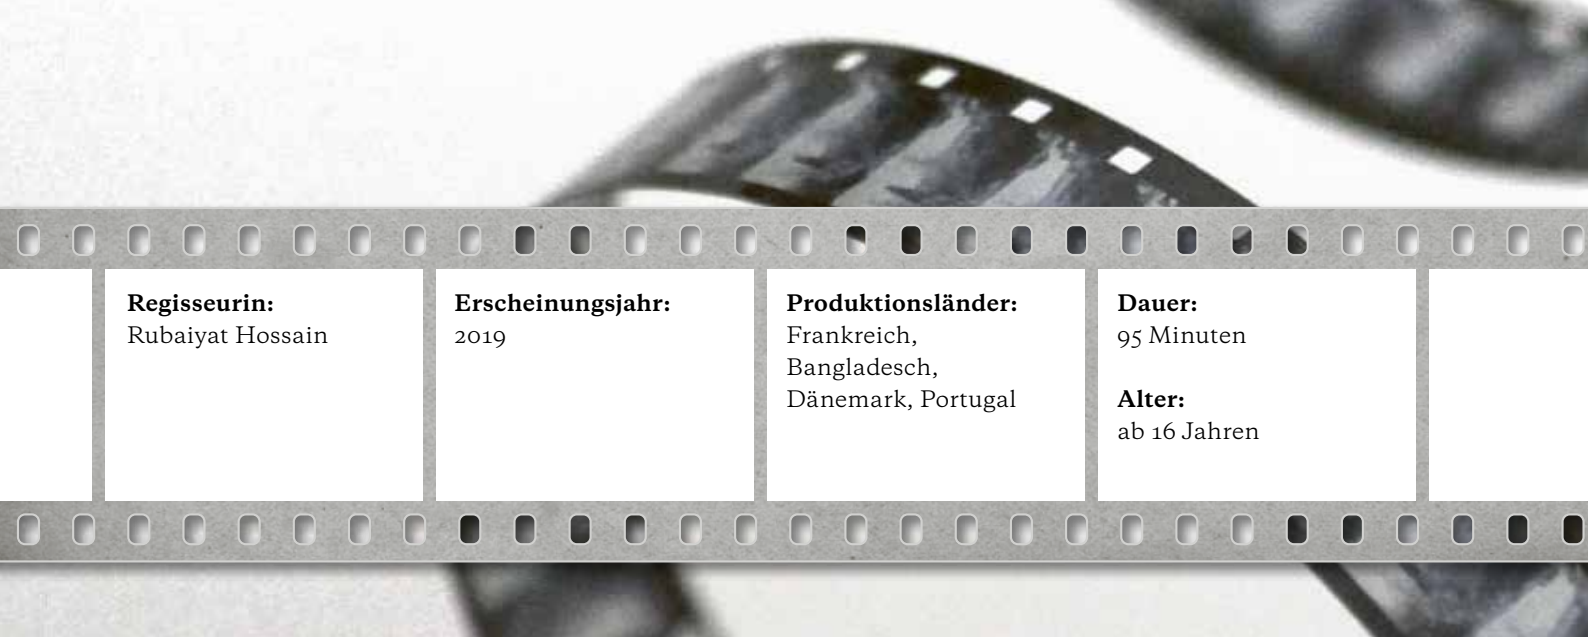 Regisseurin:
Rubaiyat Hossain
Erscheinungsjahr:
2019
Produktionsländer:
Frankreich,
Bangladesch,
Dänemark, Portugal
Dauer:
95 Minuten
Alter:
ab 16 Jahren